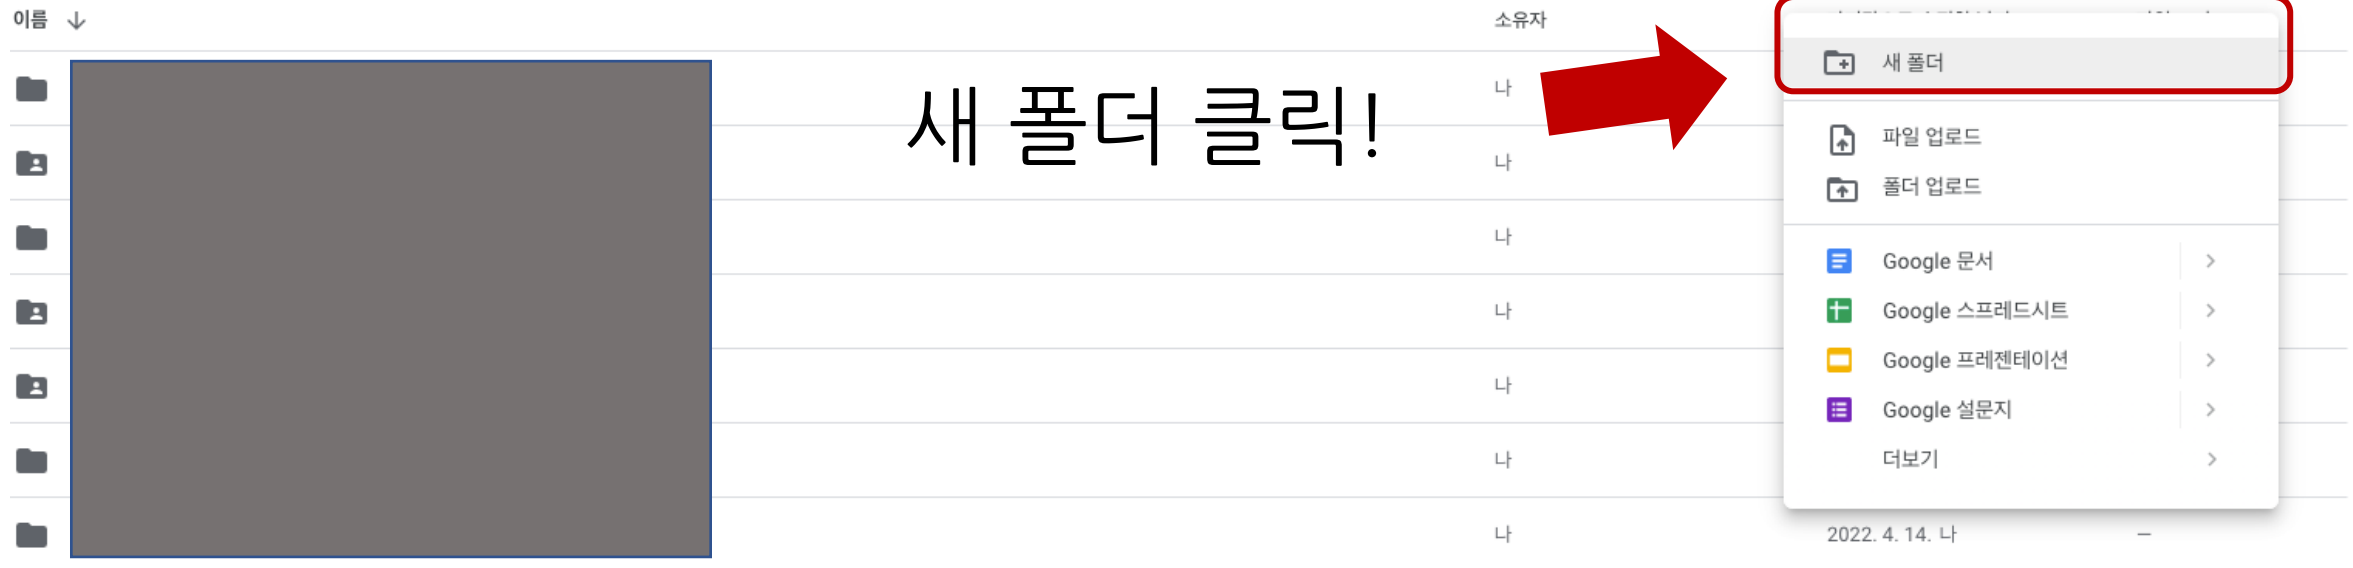 이름
소유자
새 폴더 클릭!
나
나
나
나
나
나
나
새 폴더
파일 업로드
폴더 업로드
Google 문서
Google 스프레드시트
Google 프레젠테이션
Google 설문지
더보기
2022. 4. 14. 나
—